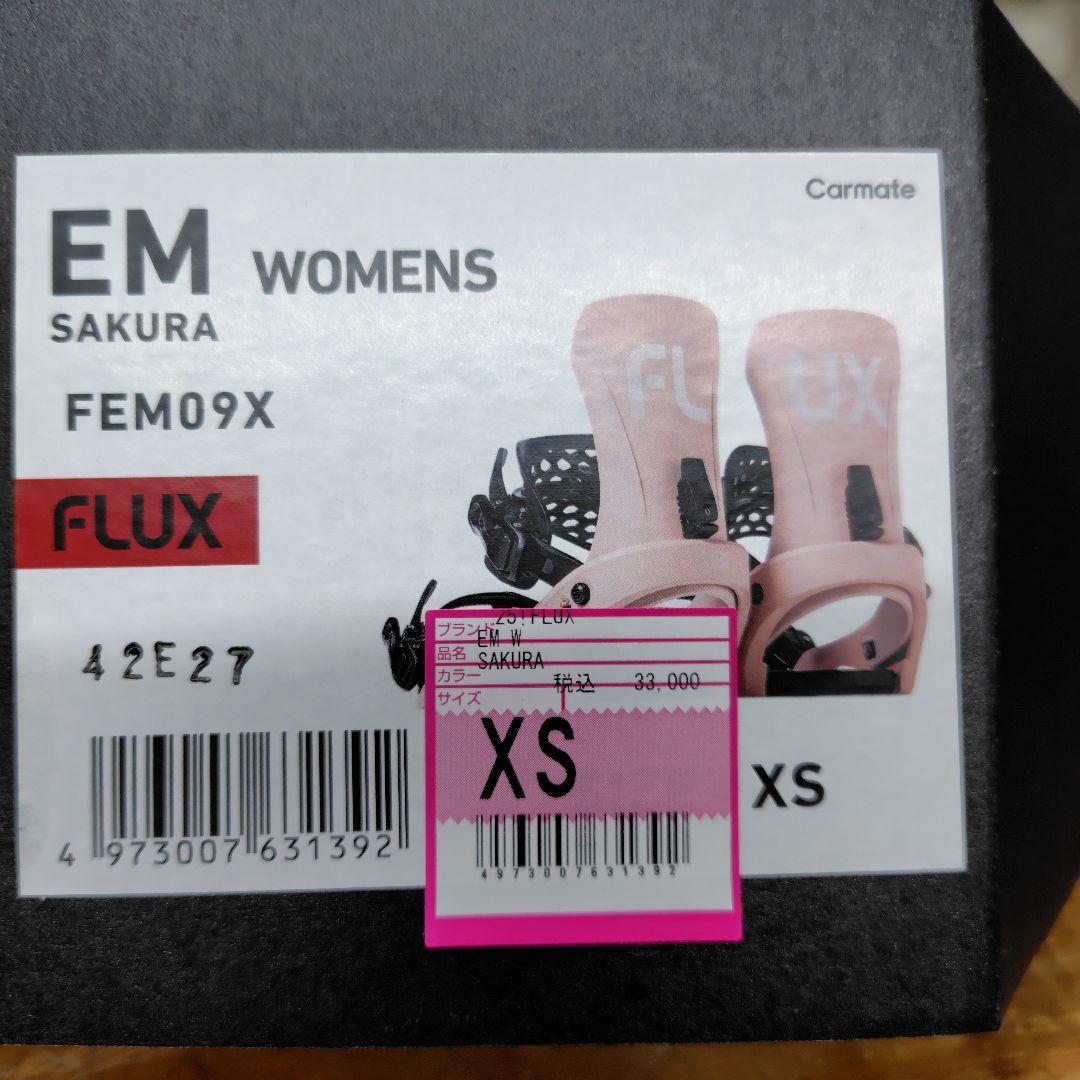 Carmate
EM WOMENS
SAKURA
FEM09X
FLUX
FL UX
42E27
4 973007 631392
XS
25!FLUX
ブランド
EM W
品名
SAKURA
カラー
税込 33,000
サイズ
XS
4973007631392